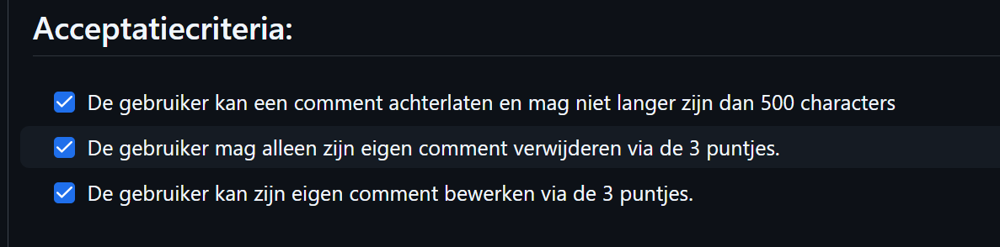 Acceptatiecriteria:
De gebruiker kan een comment achterlaten en mag niet langer zijn dan 500 characters
De gebruiker mag alleen zijn eigen comment verwijderen via de 3 puntjes.
De gebruiker kan zijn eigen comment bewerken via de 3 puntjes.